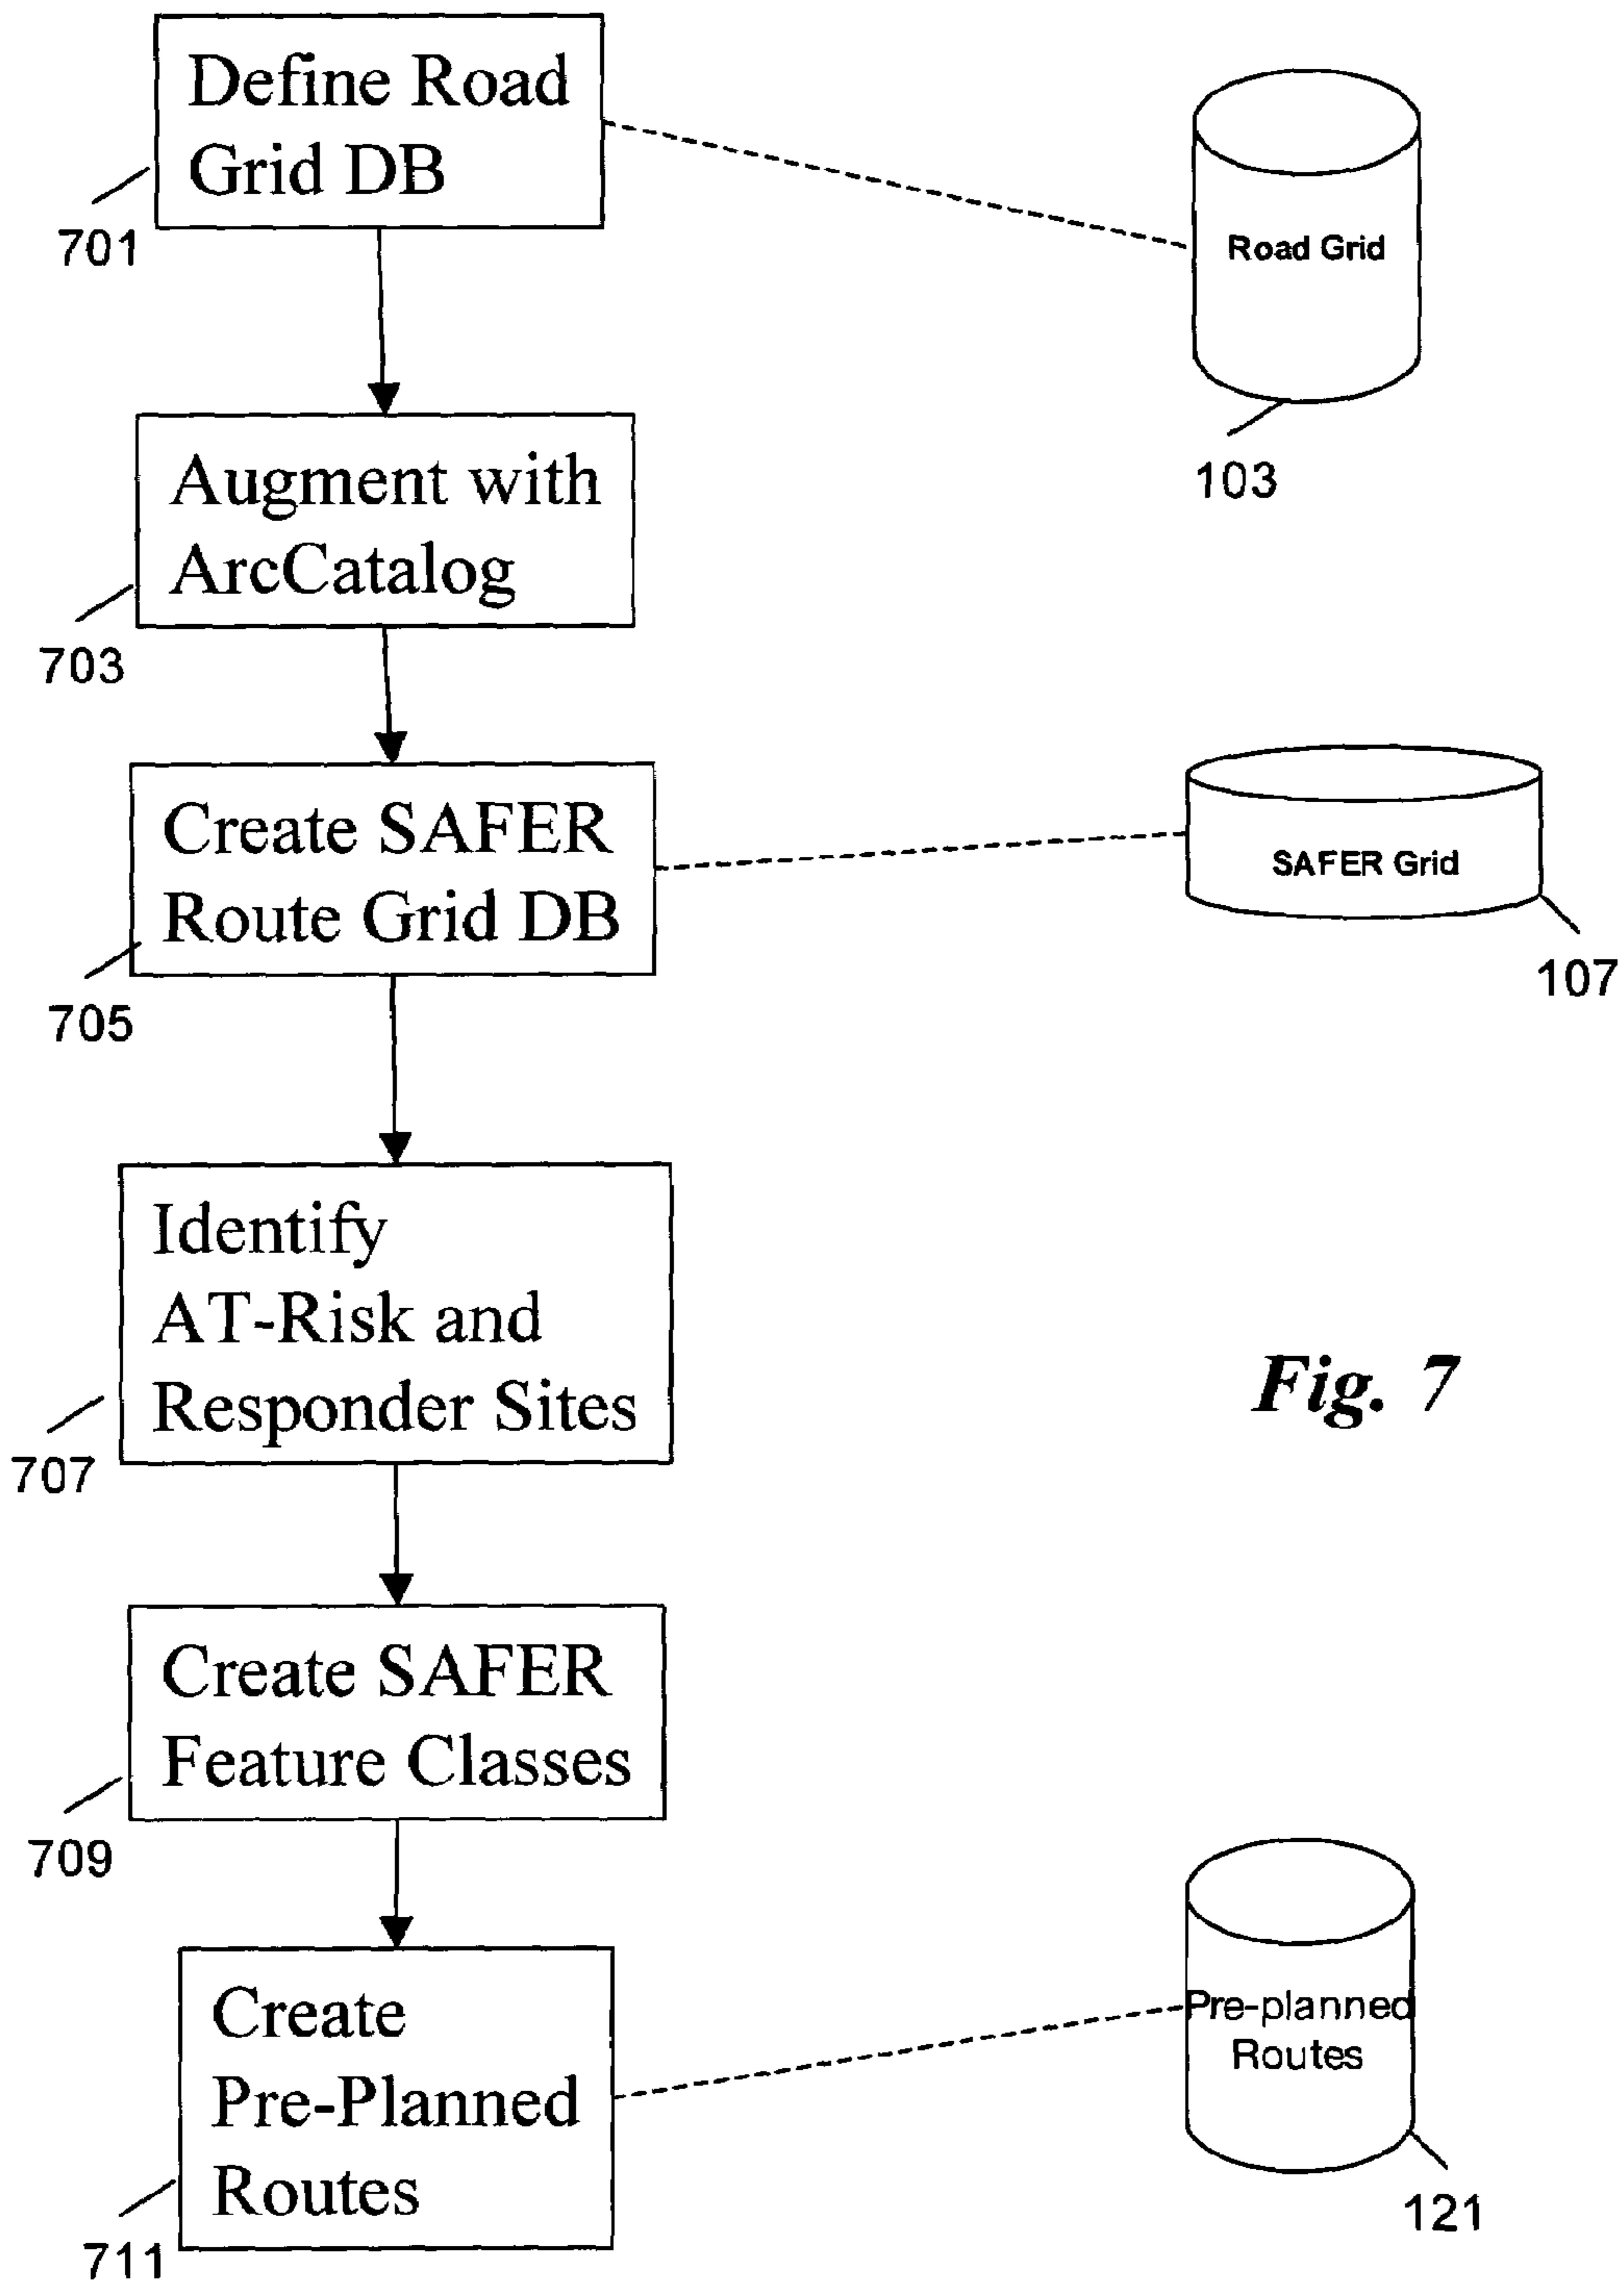 Define Road
Grid DB
701
Road Grid
103
Augment with
ArcCatalog
703
Create SAFER
Route Grid DB
705
SAFER Grid
107
Identify
AT-Risk and
Responder Sites
707
Fig. 7
Create SAFER
Feature Classes
709
Create
Pre-Planned
Routes
711
Pre-planned
Routes
121